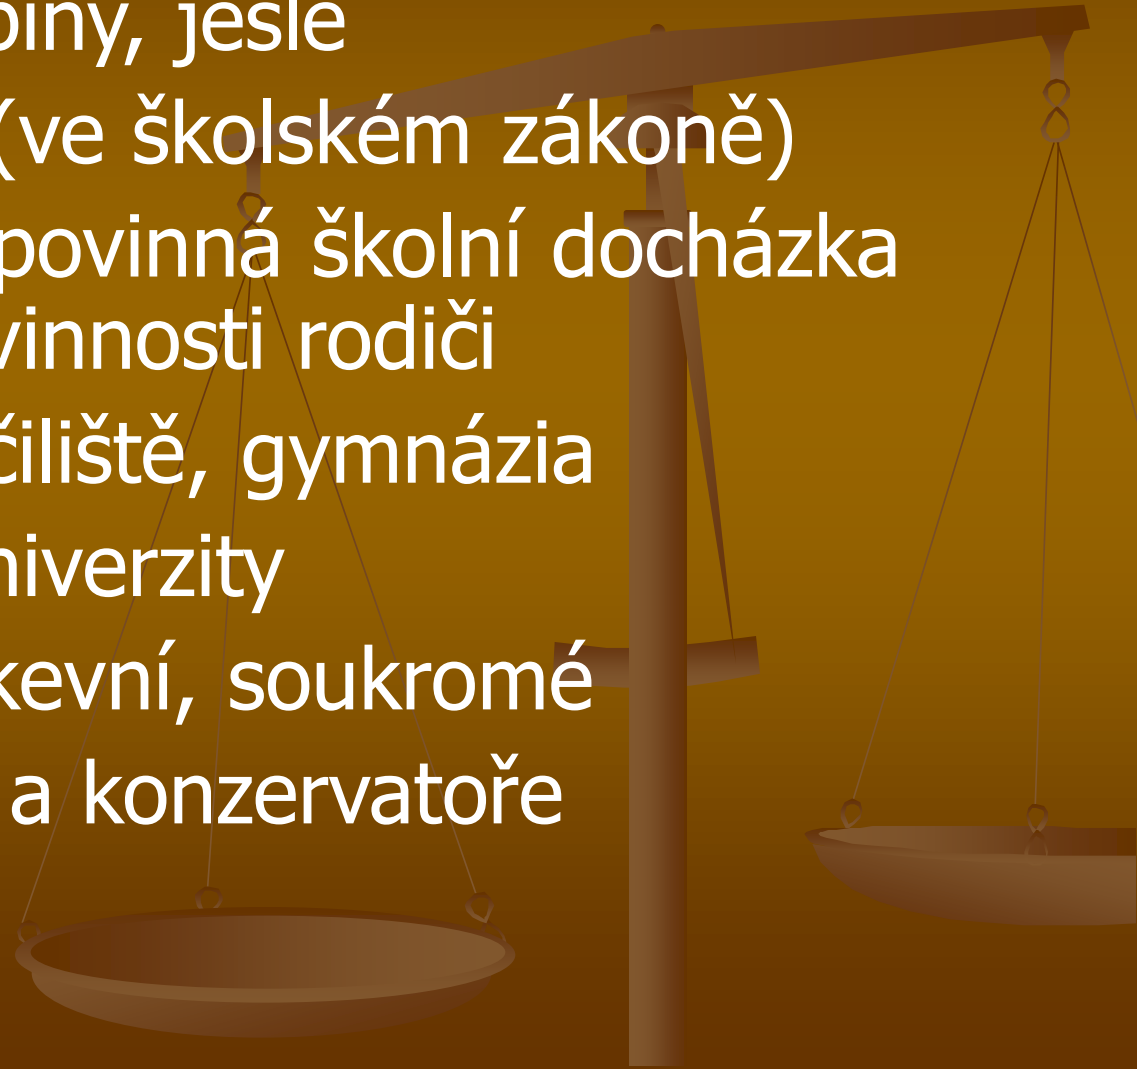 piny, jesle
(ve školském zákoně)
povinná školní docházka
vinnosti rodiči
čiliště, gymnázia
niverzity
kevní, soukromé
a konzervatoře